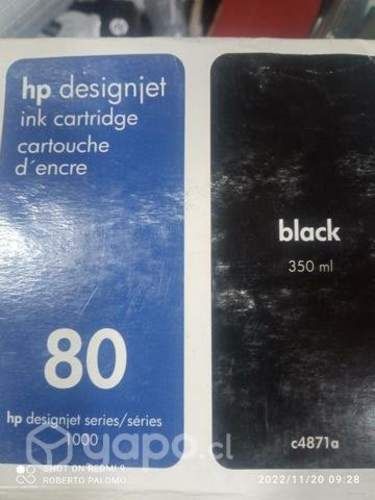 hp designjet
ink cartridge
cartouche
d´encre
80
hp designjet series/séries
1000
black
350 ml
c4871a
yapo.cl
SHOT ON REDMI 9
ROBERTO PALOMO
2022/11/20 09:28